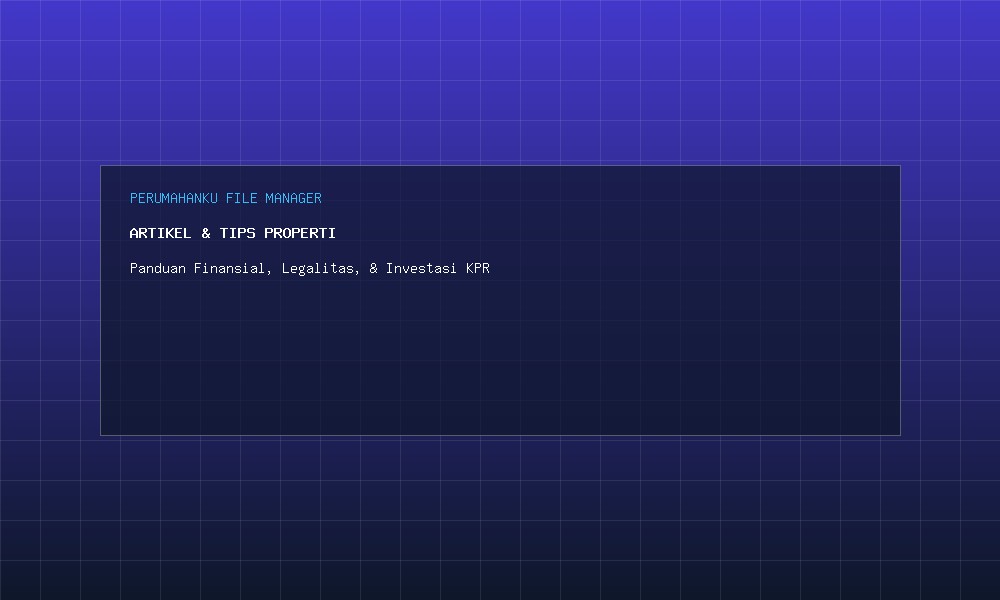 PERUMAHANKU FILE MANAGER
ARTIKEL & TIPS PROPERTI
Panduan Finansial, Legalitas, & Investasi KPR